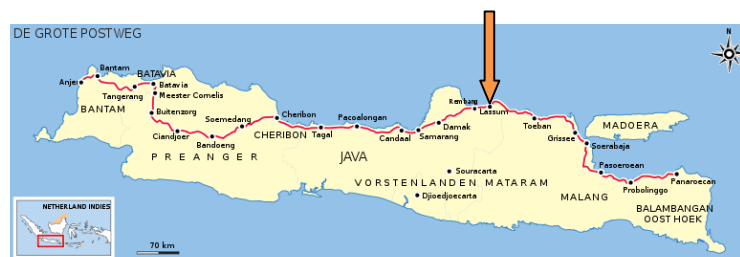 DE GROTE POSTWEG
N
Bantam
BATAVIA
Anjer
Batavia
Tangerang
Meester Cornelis
BANTAM
Buitenzorg
Ciandjoer
Bandoeng
Soemedang
Cheribon
CHERIBON
Tagal
PREANGER
Pacoalongan
JAVA
Candaal
Samarang
Damak
Rembang
Lassum
Toeban
Grissee
MADOERA
Soerabaja
Souracarta
VORSTENLANDEN MATARAM
Djioedjoecarta
Pasoeroean
MALANG
Probolinggo
Panaroecan
BALAMBANGAN
OOST HOEK
NETHERLAND INDIES
70 km